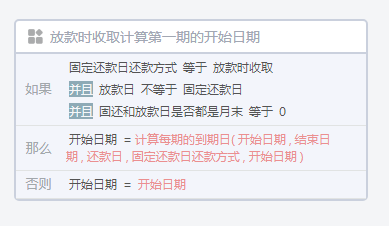 放款时收取计算第一期的开始日期
如果
固定还款日还款方式 等于 放款时收取
并且 放款日 不等于 固定还款日
并且 固还和放款日是否都是月末 等于 0
那么
开始日期 = 计算每期的到期日( 开始日期 , 结束日
期 , 还款日 , 固定还款日还款方式 , 开始日期 )
否则
开始日期 = 开始日期